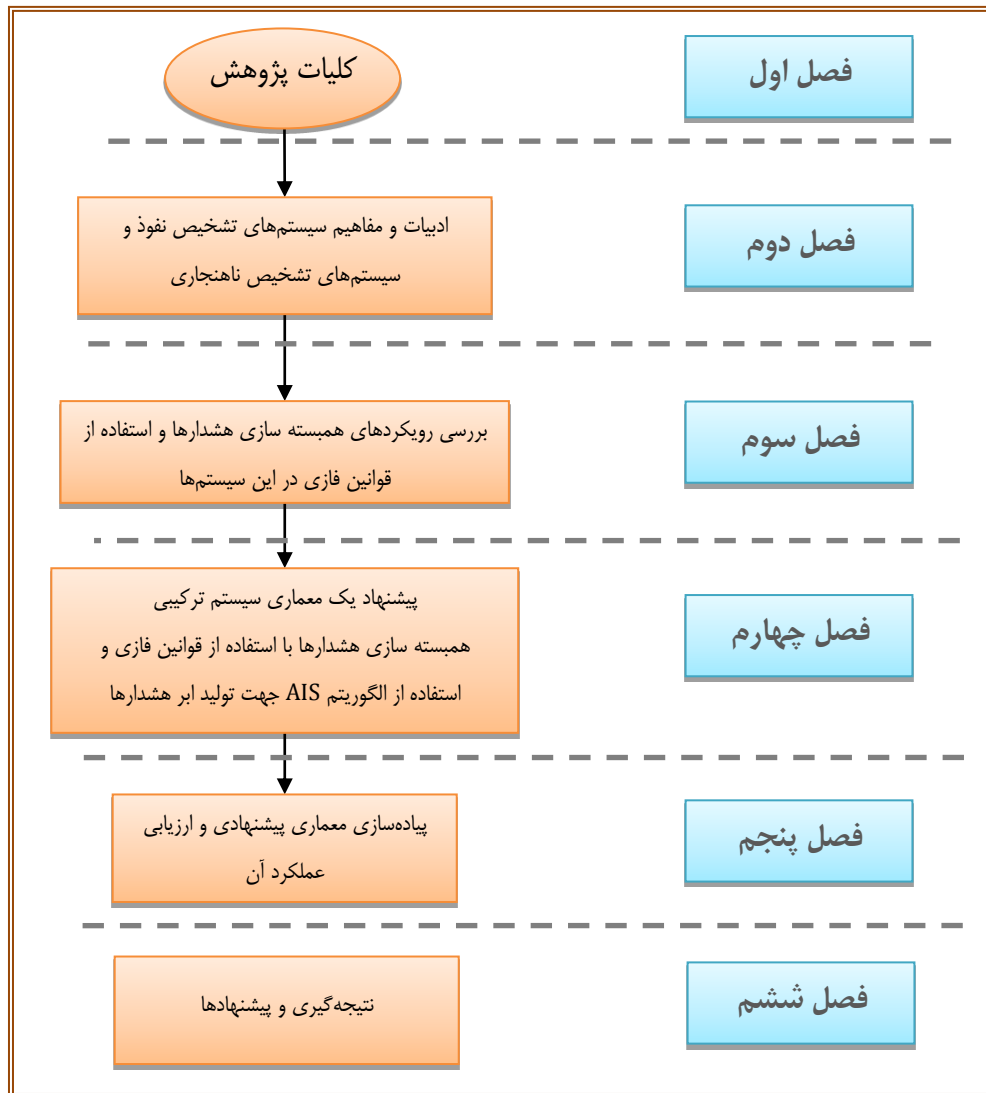 فصل اول
کلیات پژوهش
فصل دوم
ادبیات و مفاهیم سیستم‌های تشخیص نفوذ و
سیستم‌های تشخیص ناهنجاری
فصل سوم
بررسی رویکردهای همبسته سازی هشدارها و استفاده از
قوانین فازی در این سیستم‌ها
فصل چهارم
پیشنهاد یک معماری سیستم ترکیبی
همبسته سازی هشدارها با استفاده از قوانین فازی و
استفاده از الگوریتم AIS جهت تولید ابر هشدارها
فصل پنجم
پیاده‌سازی معماری پیشنهادی و ارزیابی
عملکرد آن
فصل ششم
نتیجه‌گیری و پیشنهادها